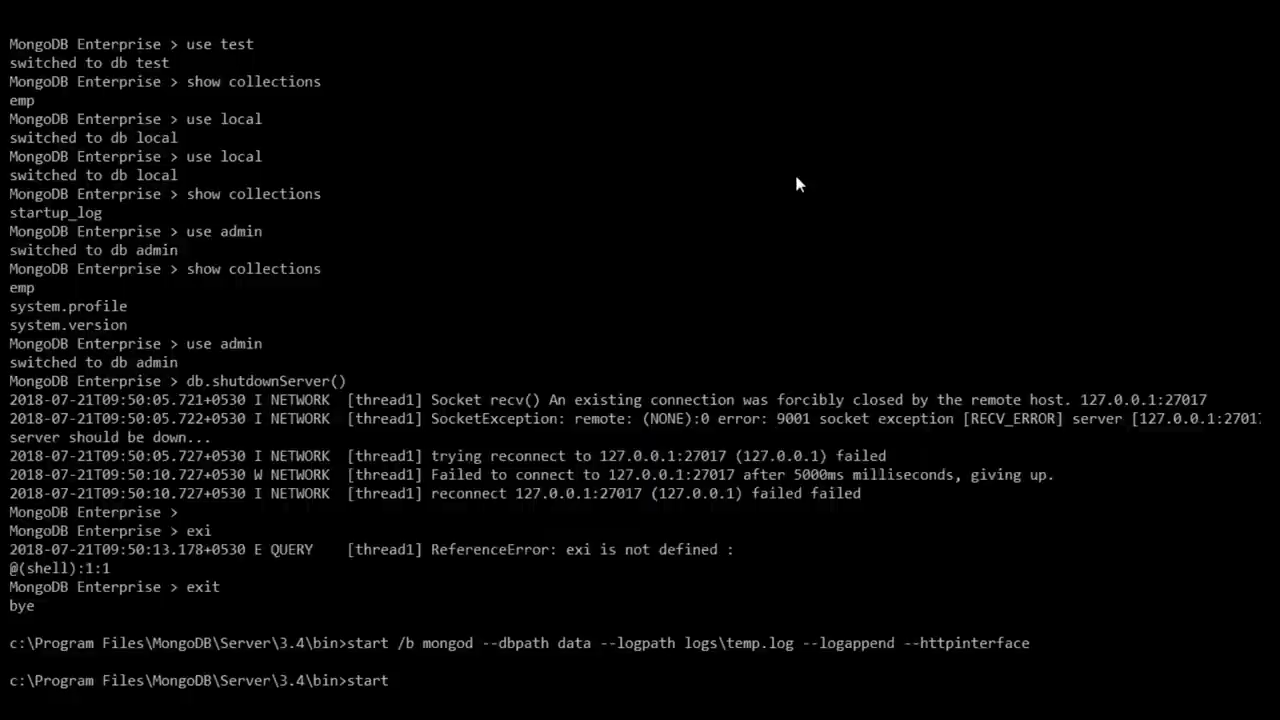 MongoDB Enterprise > use test
switched to db test
MongoDB Enterprise > show collections
emp
MongoDB Enterprise > use local
switched to db local
MongoDB Enterprise > use local
switched to db local
MongoDB Enterprise > show collections
startup_log
MongoDB Enterprise > use admin
switched to db admin
MongoDB Enterprise > show collections
emp
system.profile
system.version
MongoDB Enterprise > use admin
switched to db admin
MongoDB Enterprise > db.shutdownServer()
2018-07-21T09:50:05.721+0530 I NETWORK  [thread1] Socket recv() An existing connection was forcibly closed by the remote host. 127.0.0.1:27017
2018-07-21T09:50:05.722+0530 I NETWORK  [thread1] SocketException: remote: (NONE):0 error: 9001 socket exception [RECV_ERROR] server [127.0.0.1:2701
server should be down...
2018-07-21T09:50:05.727+0530 I NETWORK  [thread1] trying reconnect to 127.0.0.1:27017 (127.0.0.1) failed
2018-07-21T09:50:10.727+0530 W NETWORK  [thread1] Failed to connect to 127.0.0.1:27017 after 5000ms milliseconds, giving up.
2018-07-21T09:50:10.727+0530 I NETWORK  [thread1] reconnect 127.0.0.1:27017 (127.0.0.1) failed failed
MongoDB Enterprise >
MongoDB Enterprise > exi
2018-07-21T09:50:13.178+0530 E QUERY    [thread1] ReferenceError: exi is not defined :
@(shell):1:1
MongoDB Enterprise > exit
bye
c:\Program Files\MongoDB\Server\3.4\bin>start /b mongod --dbpath data --logpath logs\temp.log --logappend --httpinterface
c:\Program Files\MongoDB\Server\3.4\bin>start